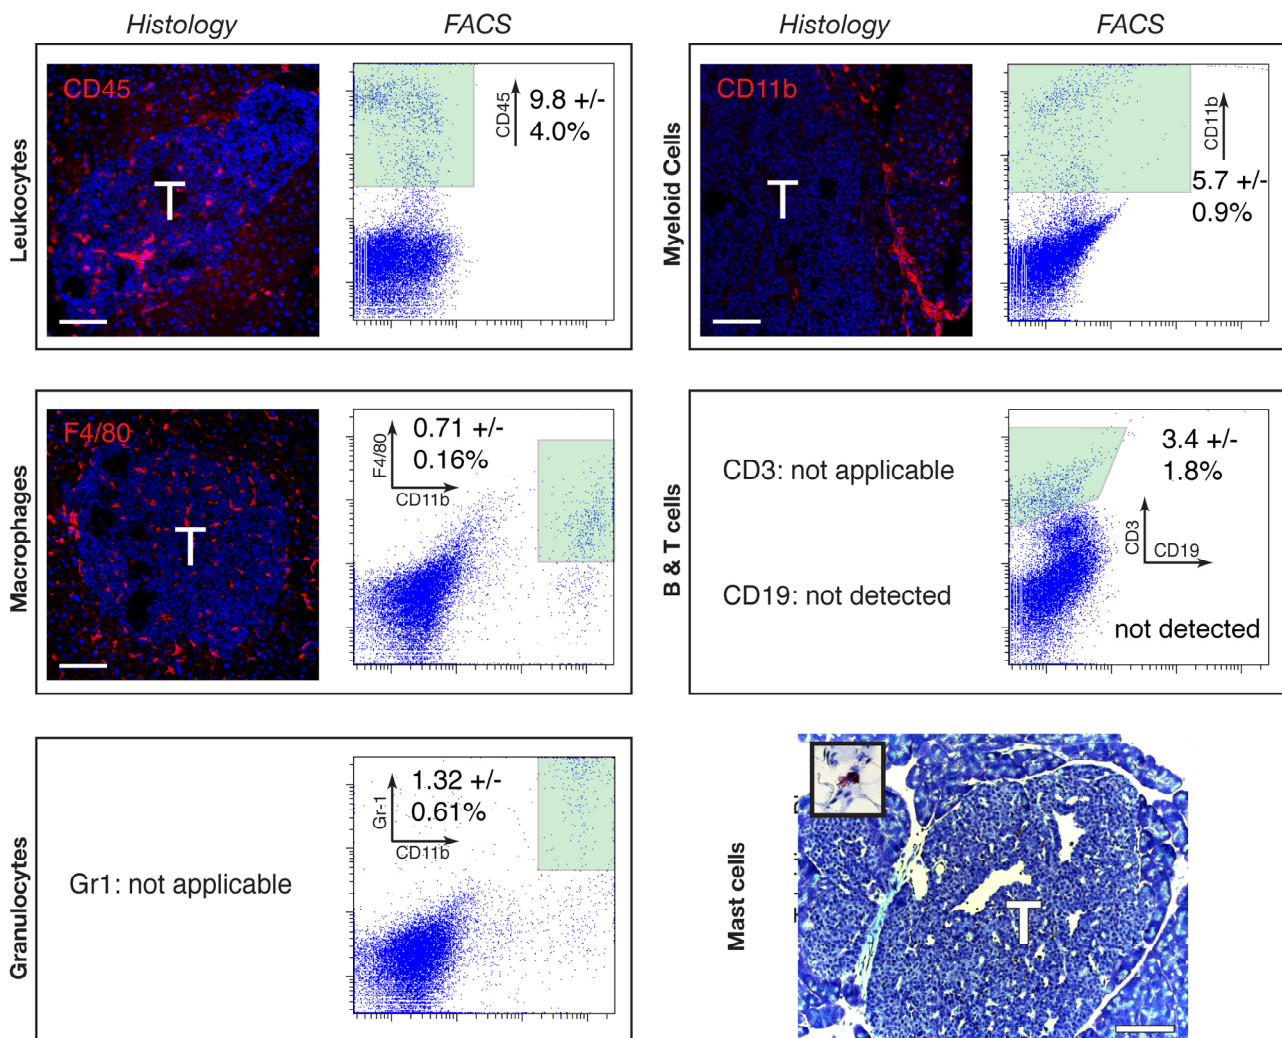 Histology
FACS
Histology
FACS
Leukocytes
CD45
T
CD45
9.8 +/-
4.0%
Myeloid Cells
CD11b
T
CD11b
5.7 +/-
0.9%
Macrophages
F4/80
T
F4/80
CD11b
0.71 +/-
0.16%
B & T cells
CD3: not applicable
CD19: not detected
3.4 +/-
1.8%
CD3
CD19
not detected
Granulocytes
Gr1: not applicable
1.32 +/-
0.61%
Gr-1
CD11b
Mast cells
T